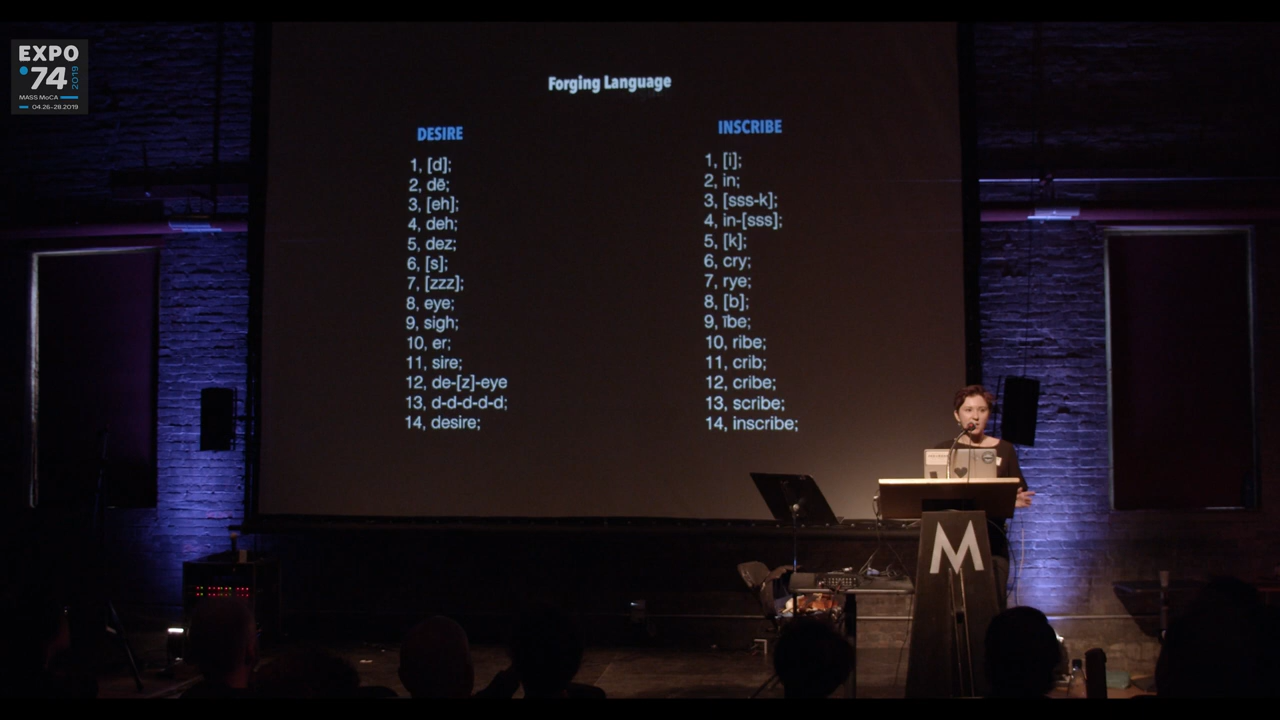 EXPO
'74 2019
MASS MoCA
04.26-28.2019
Forging Language
DESIRE
1, [d];
2, dē;
3, [eh];
4, deh;
5, dez;
6, [s];
7, [zzz];
8, eye;
9, sigh;
10, er;
11, sire;
12, de-[z]-eye
13, d-d-d-d-d;
14, desire;
INSCRIBE
1, [i];
2, in;
3, [sss-k];
4, in-[sss];
5, [k];
6, cry;
7, rye;
8, [b];
9, ībe;
10, ribe;
11, crib;
12, cribe;
13, scribe;
14, inscribe;
M